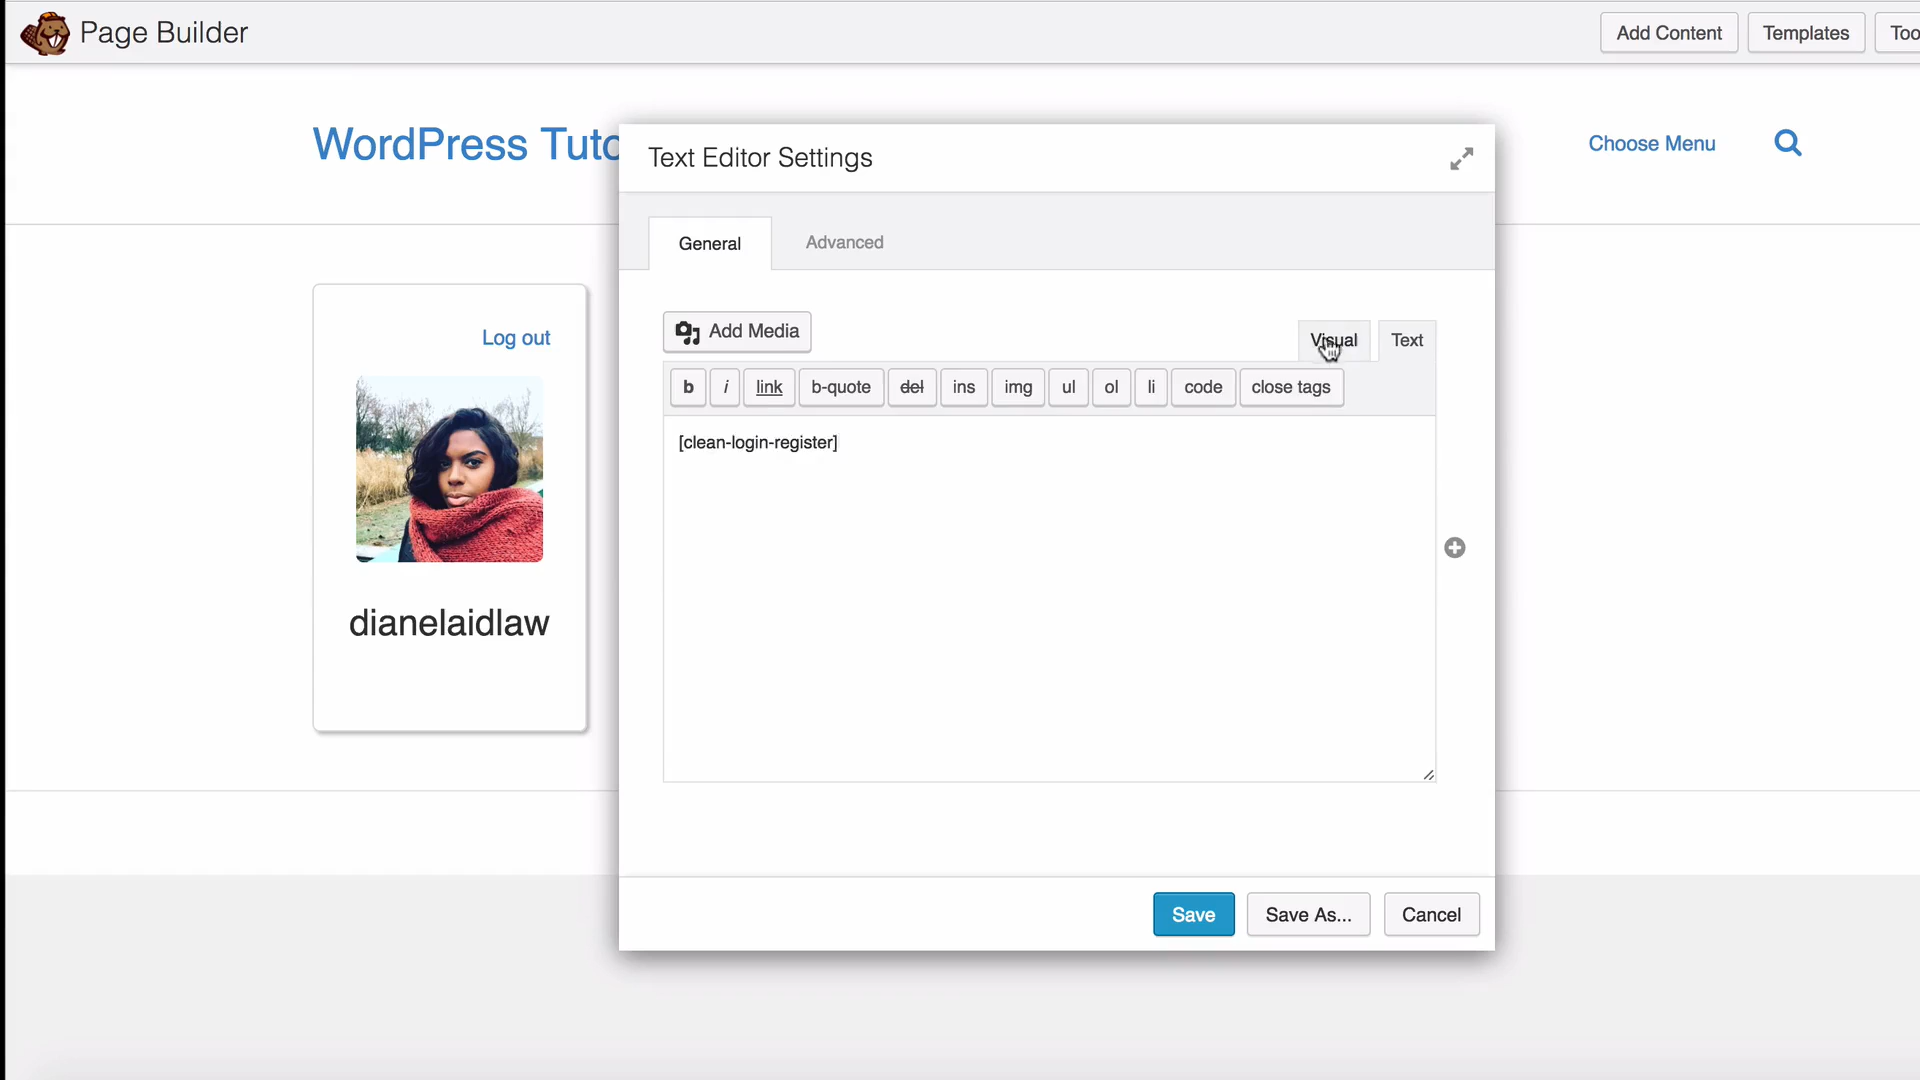 Page Builder
Add Content
Templates
Too
WordPress Tuto
Choose Menu
Text Editor Settings
General
Advanced
Log out
Add Media
Visual
Text
b
i
link
b-quote
del
ins
img
ul
ol
li
code
close tags
[clean-login-register]
dianelaidlaw
Save
Save As...
Cancel